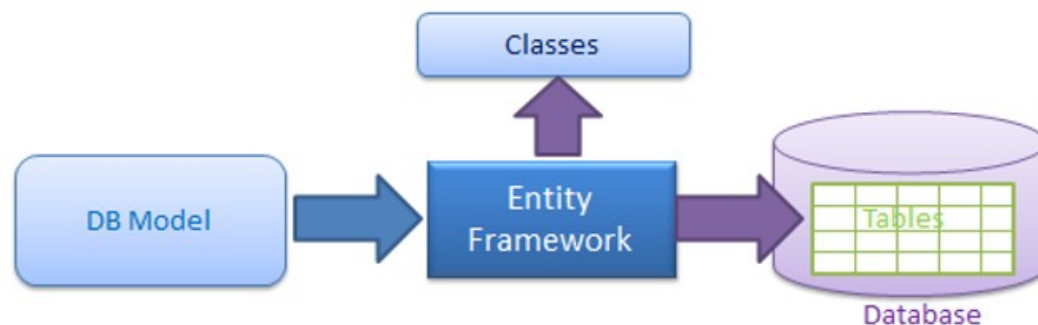 Classes
DB Model
Entity
Framework
Tables
Database